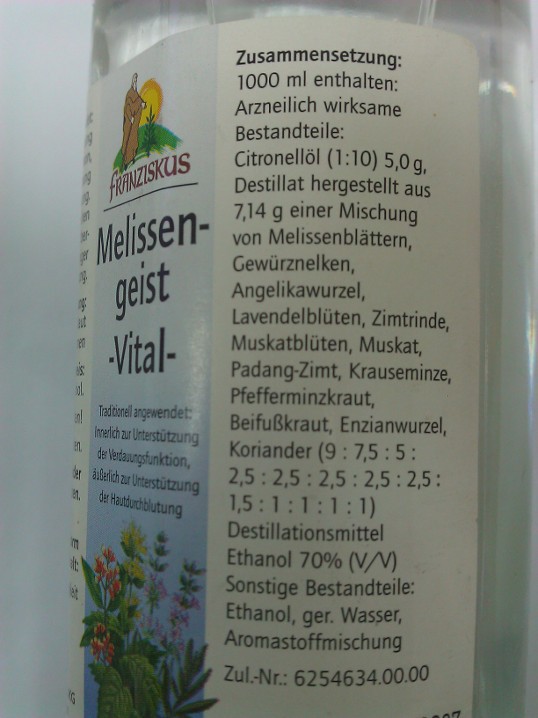 FRANZISKUS
Melissen-
geist
-Vital-
Traditionell angewendet:
innerlich zur Unterstützung
der Verdauungsfunktion,
äußerlich zur Unterstützung
der Hautdurchblutung
Zusammensetzung:
1000 ml enthalten:
Arzneilich wirksame
Bestandteile:
Citronellöl (1:10) 5,0 g,
Destillat hergestellt aus
7,14 g einer Mischung
von Melissenblättern,
Gewürznelken,
Angelikawurzel,
Lavendelblüten, Zimtrinde,
Muskatblüten, Muskat,
Padang-Zimt, Krauseminze,
Pfefferminzkraut,
Beifußkraut, Enzianwurzel,
Koriander (9 : 7,5 : 5 :
2,5 : 2,5 : 2,5 : 2,5 : 2,5 :
1,5 : 1 : 1 : 1 : 1)
Destillationsmittel
Ethanol 70% (V/V)
Sonstige Bestandteile:
Ethanol, ger. Wasser,
Aromastoffmischung
Zul.-Nr.: 6254634.00.00